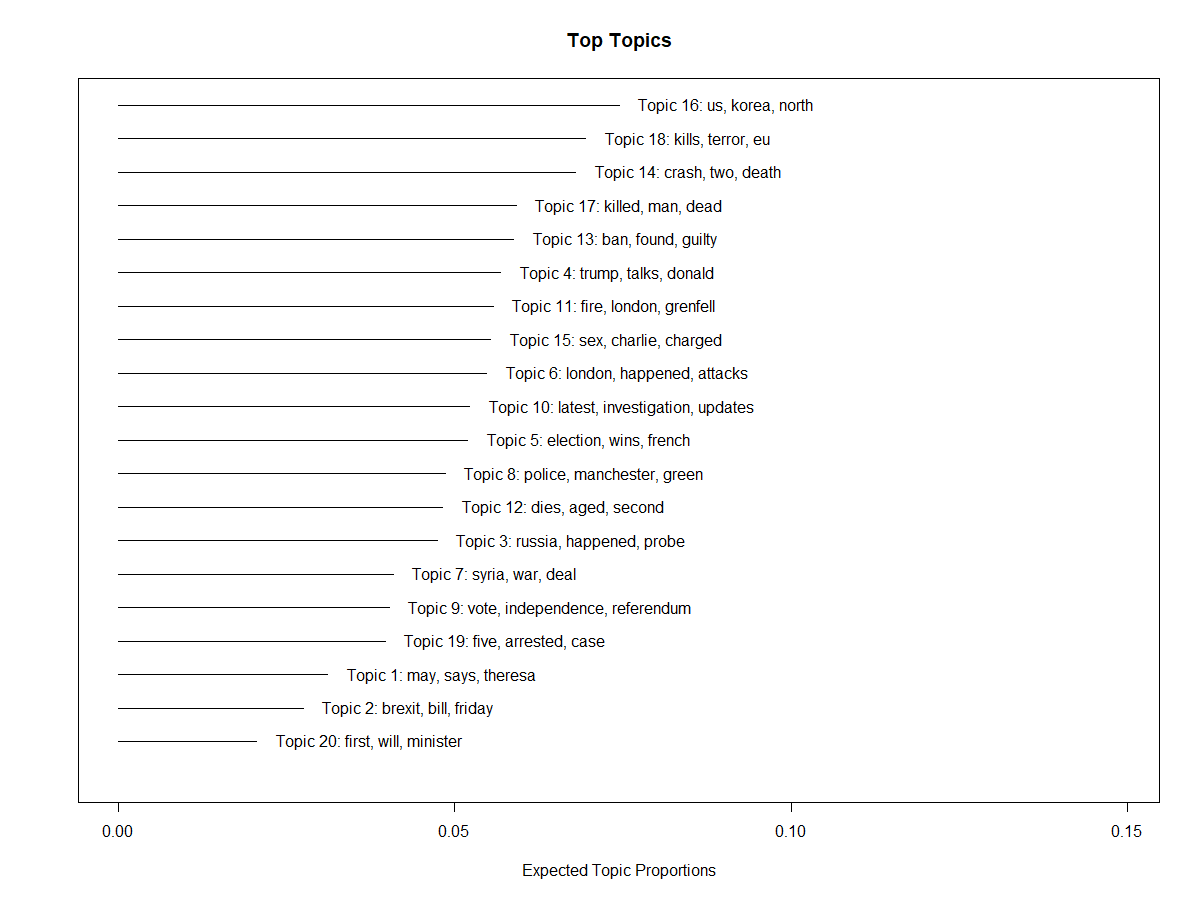 Top Topics
Topic 16: us, korea, north
Topic 18: kills, terror, eu
Topic 14: crash, two, death
Topic 17: killed, man, dead
Topic 13: ban, found, guilty
Topic 4: trump, talks, donald
Topic 11: fire, london, grenfell
Topic 15: sex, charlie, charged
Topic 6: london, happened, attacks
Topic 10: latest, investigation, updates
Topic 5: election, wins, french
Topic 8: police, manchester, green
Topic 12: dies, aged, second
Topic 3: russia, happened, probe
Topic 7: syria, war, deal
Topic 9: vote, independence, referendum
Topic 19: five, arrested, case
Topic 1: may, says, theresa
Topic 2: brexit, bill, friday
Topic 20: first, will, minister
0.00 0.05 0.10 0.15
Expected Topic Proportions